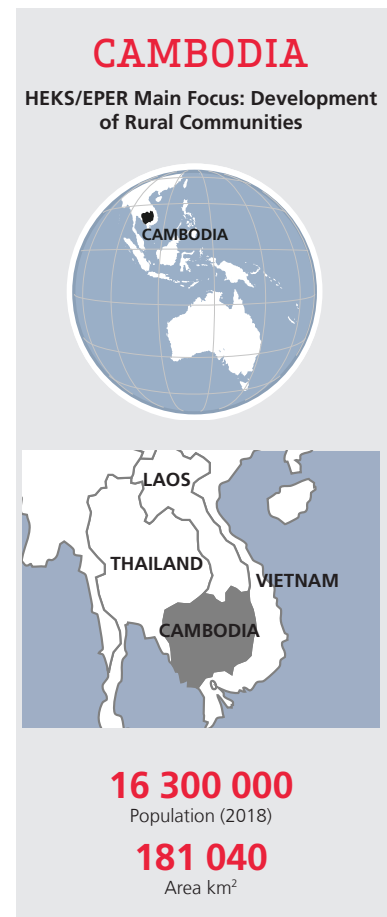 CAMBODIA
HEKS/EPER Main Focus: Development
of Rural Communities
CAMBODIA
LAOS
THAILAND
VIETNAM
CAMBODIA
16 300 000
Population (2018)
181 040
Area km²